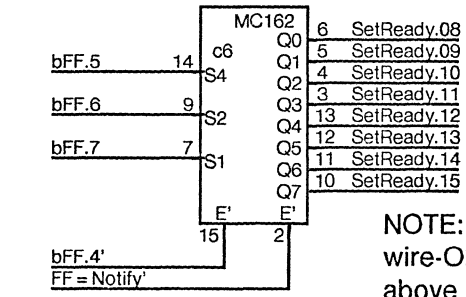 MC162
c6
bFF.5 14 S4
bFF.6 9 S2
bFF.7 7 S1
Q0 6 SetReady.08
Q1 5 SetReady.09
Q2 4 SetReady.10
Q3 3 SetReady.11
Q4 13 SetReady.12
Q5 12 SetReady.13
Q6 11 SetReady.14
Q7 10 SetReady.15
E' E'
15 2
bFF.4'
FF = Notify'
NOTE:
wire-O
above